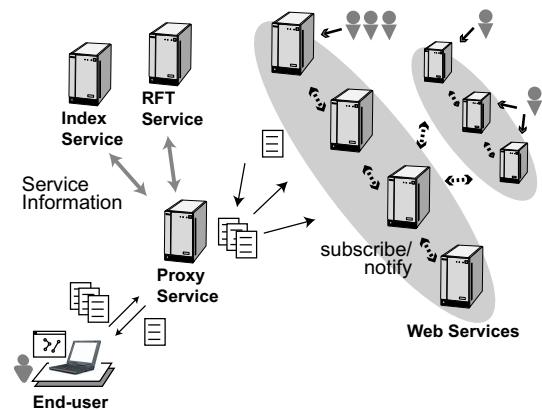 Index
Service
RFT
Service
Service
Information
Proxy
Service
subscribe/
notify
Web Services
End-user